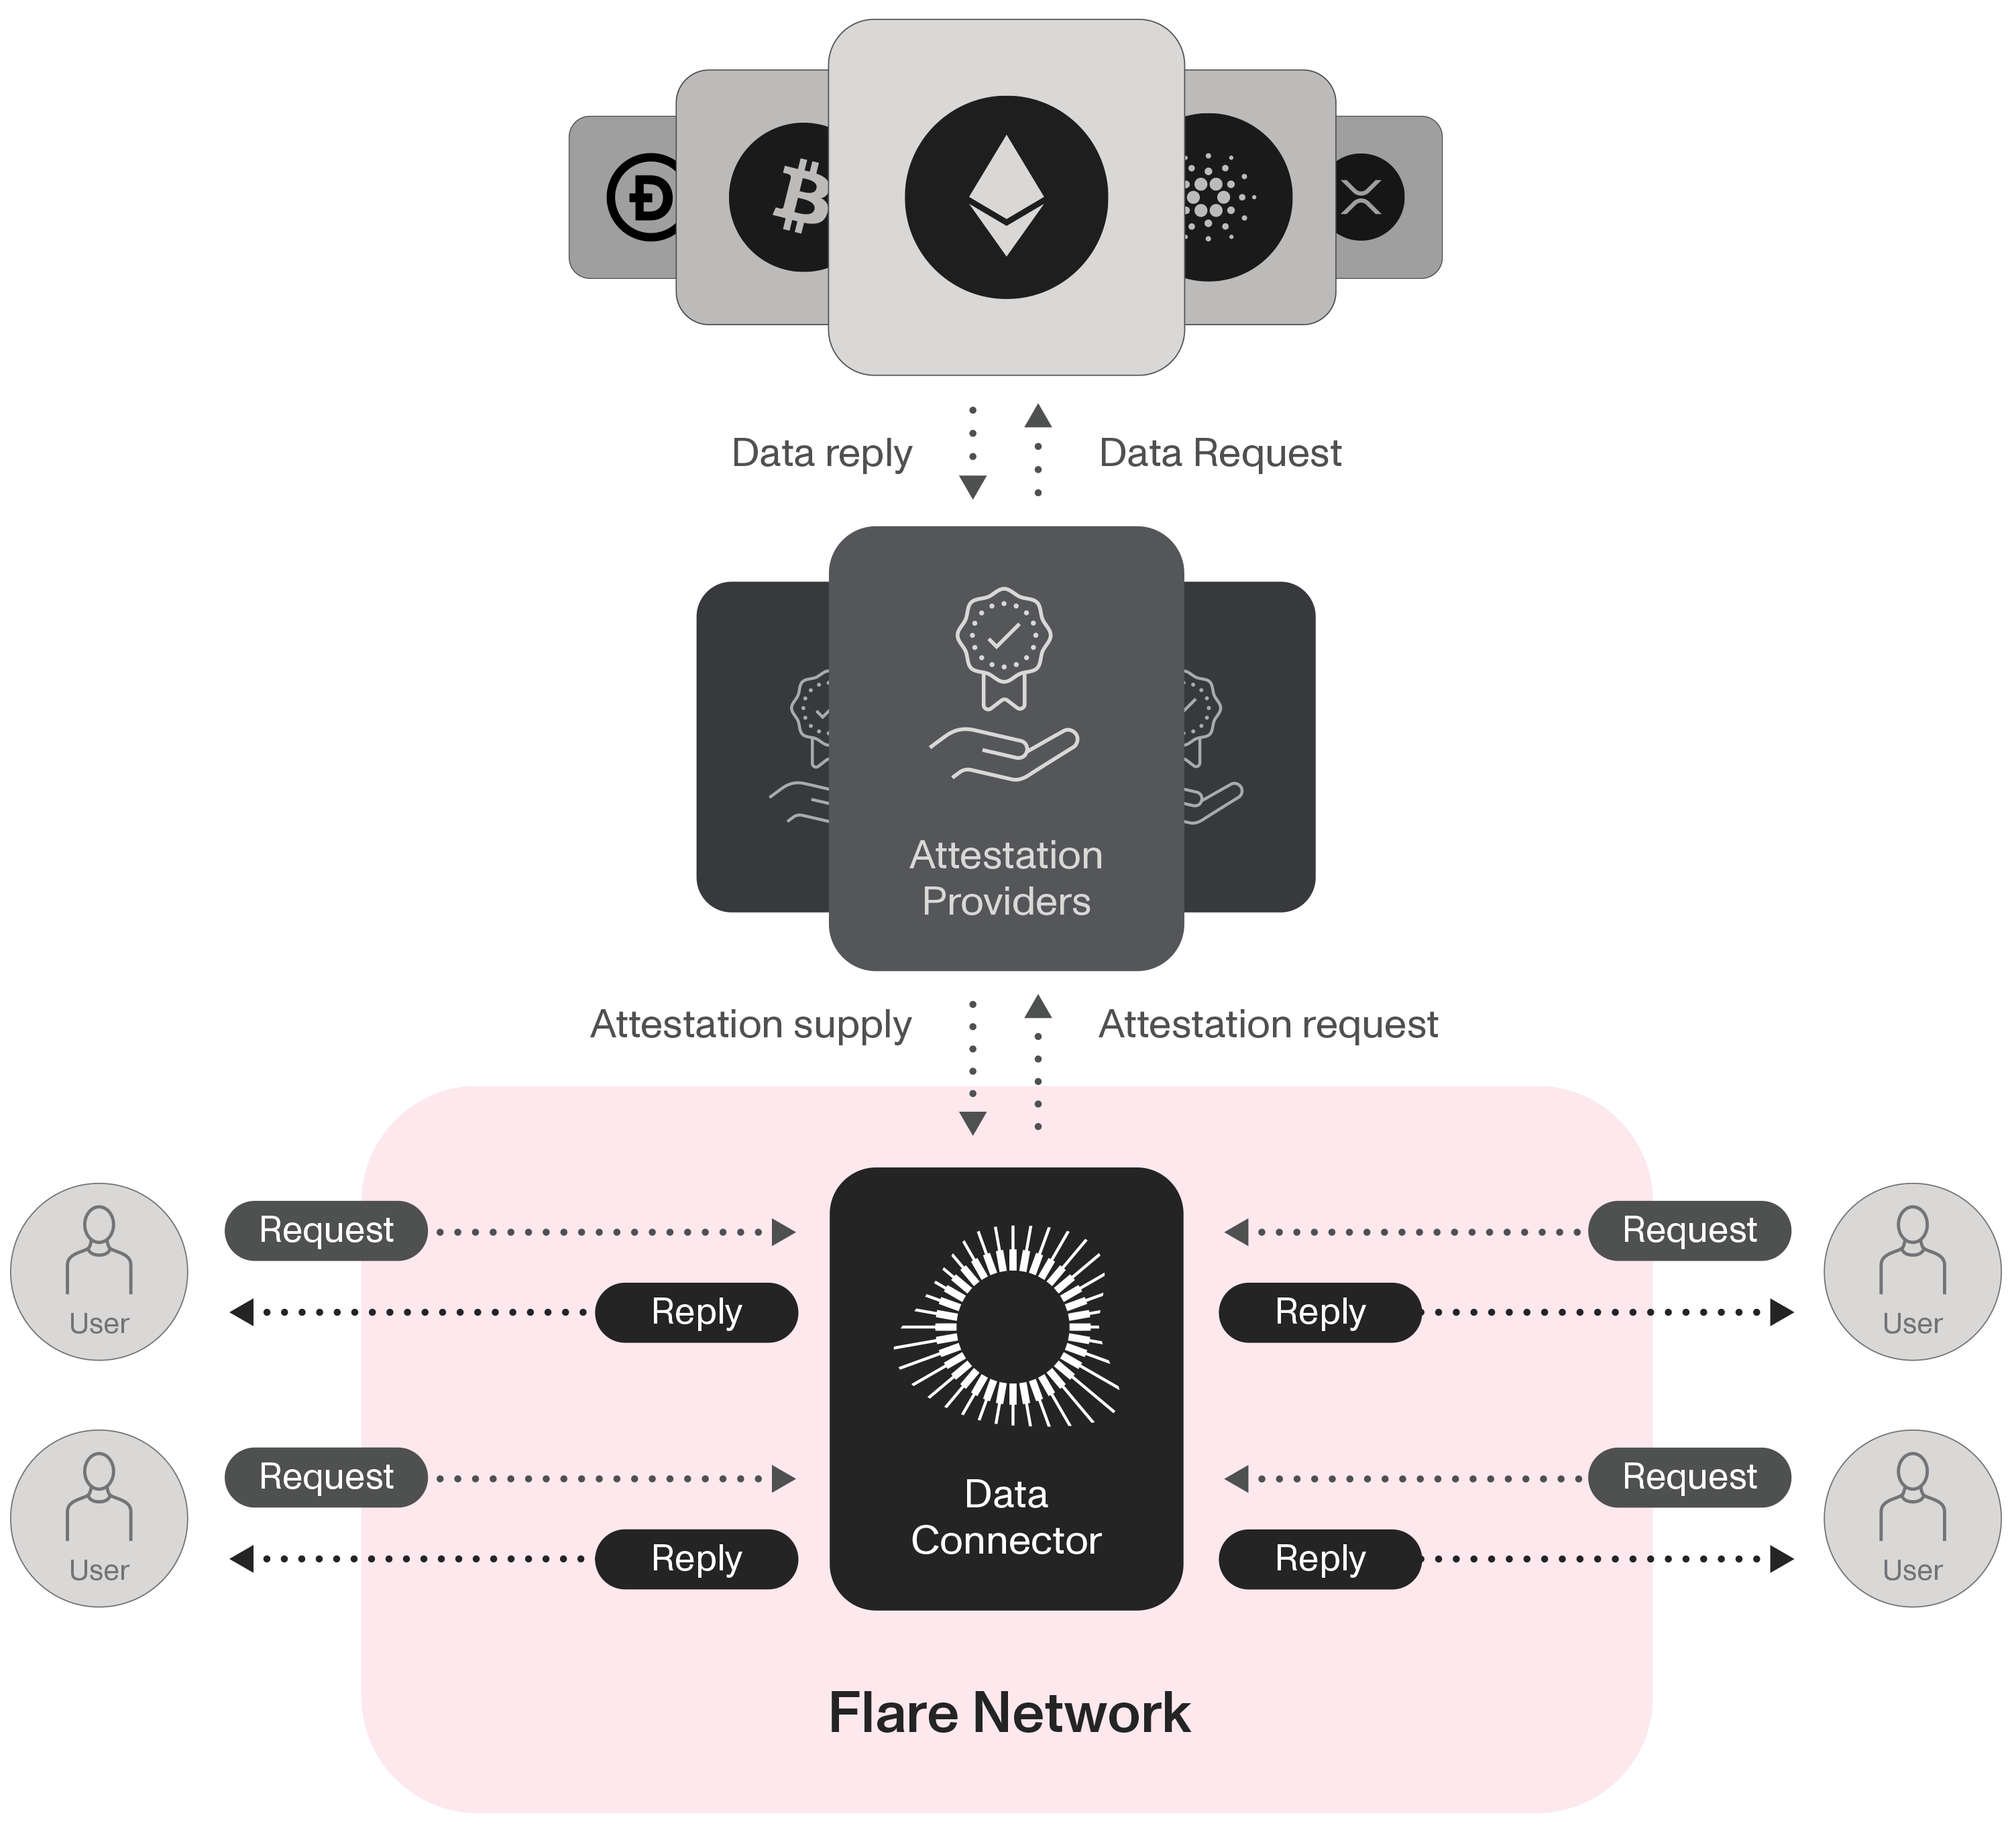 Data reply
Data Request
Attestation
Providers
Attestation supply
Attestation request
Request
Request
User
Reply
Reply
User
Request
Request
User
Reply
Reply
User
Data
Connector
Flare Network